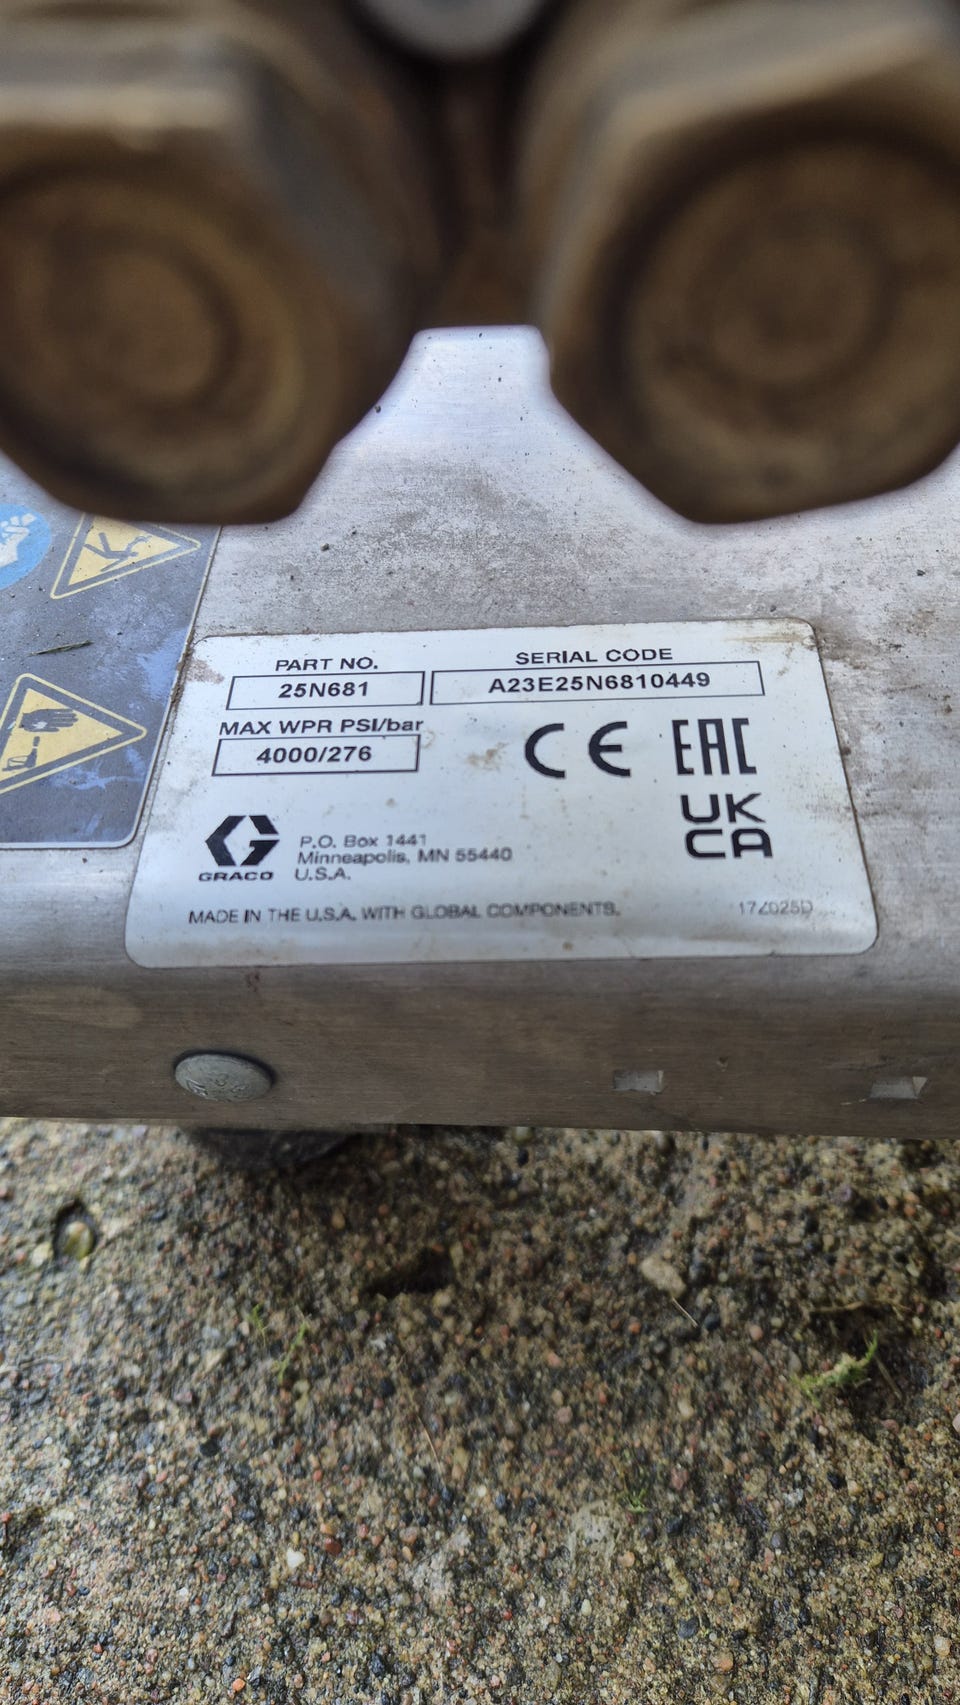 PART NO.
SERIAL CODE
25N681
A23E25N6810449
MAX WPR PSI/bar
4000/276
CE
EAC
UK
CA
GRACO
P.O. Box 1441
Minneapolis, MN 55440
U.S.A.
MADE IN THE U.S.A. WITH GLOBAL COMPONENTS.
17Z025D